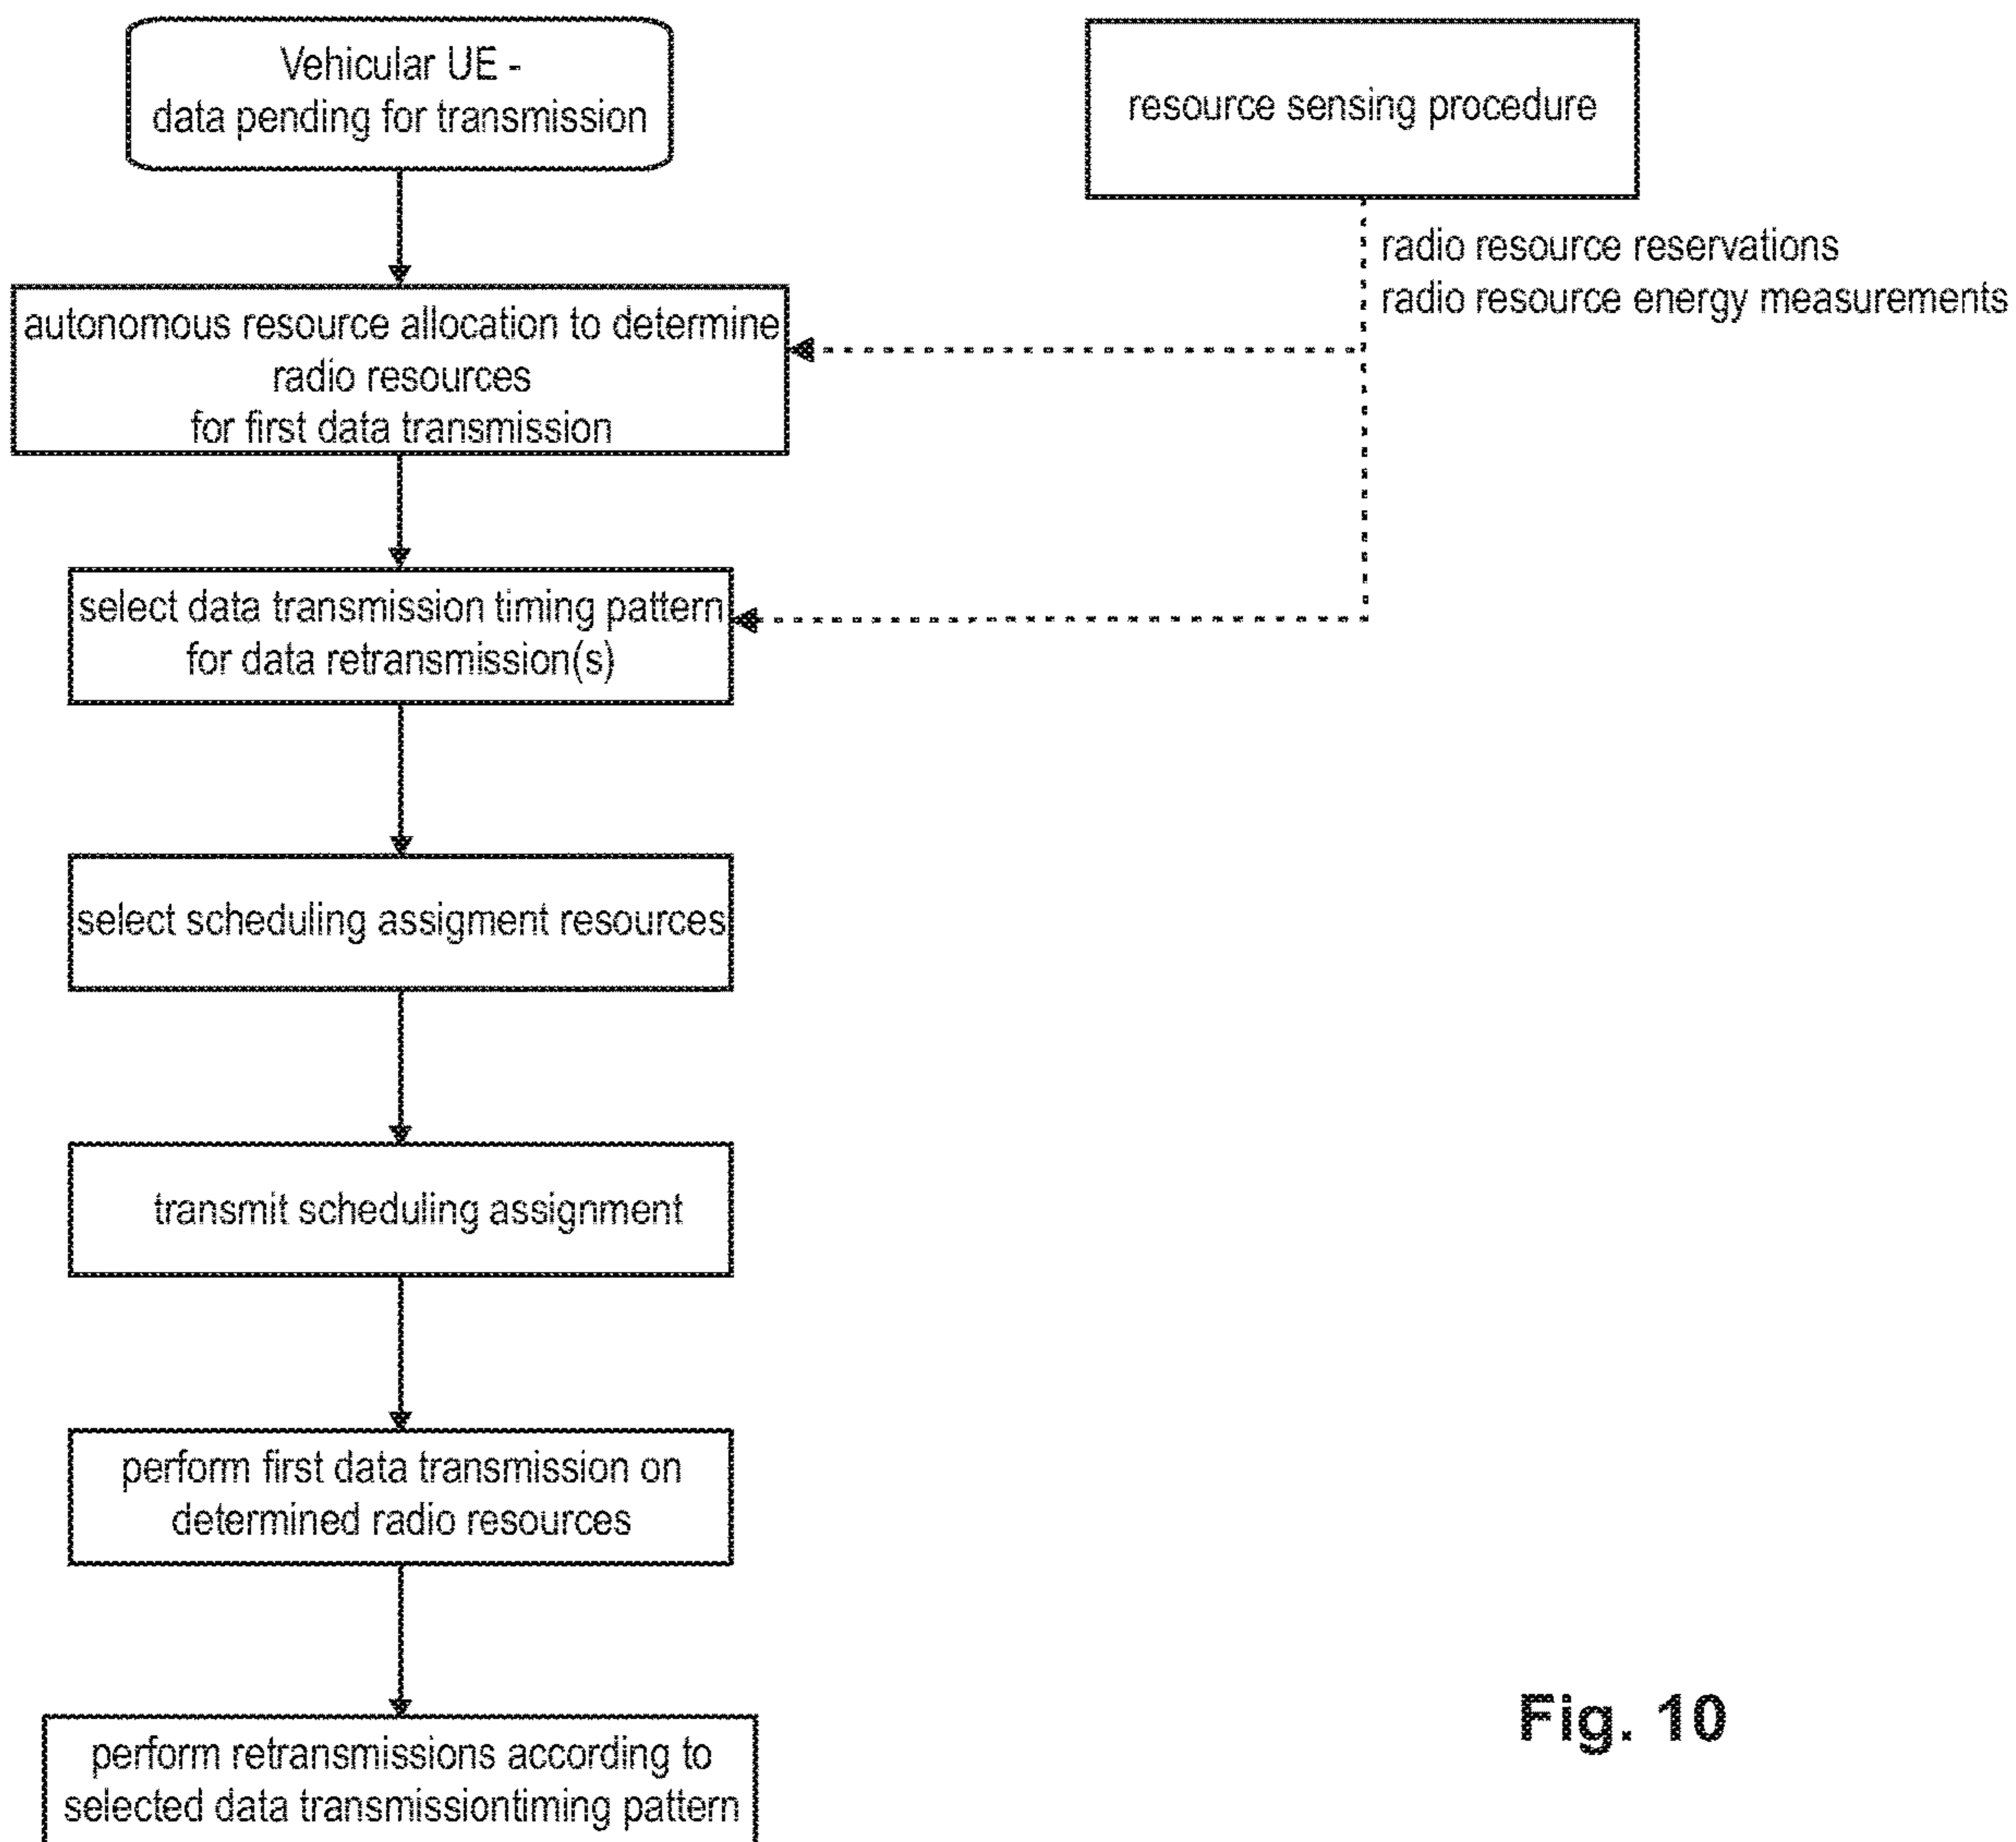 Vehicular UE -
data pending for transmission
resource sensing procedure
radio resource reservations
radio resource energy measurements
autonomous resource allocation to determine
radio resources
for first data transmission
select data transmission timing pattern
for data retransmission(s)
select scheduling assigment resources
transmit scheduling assignment
perform first data transmission on
determined radio resources
perform retransmissions according to
selected data transmissiontiming pattern
Fig. 10